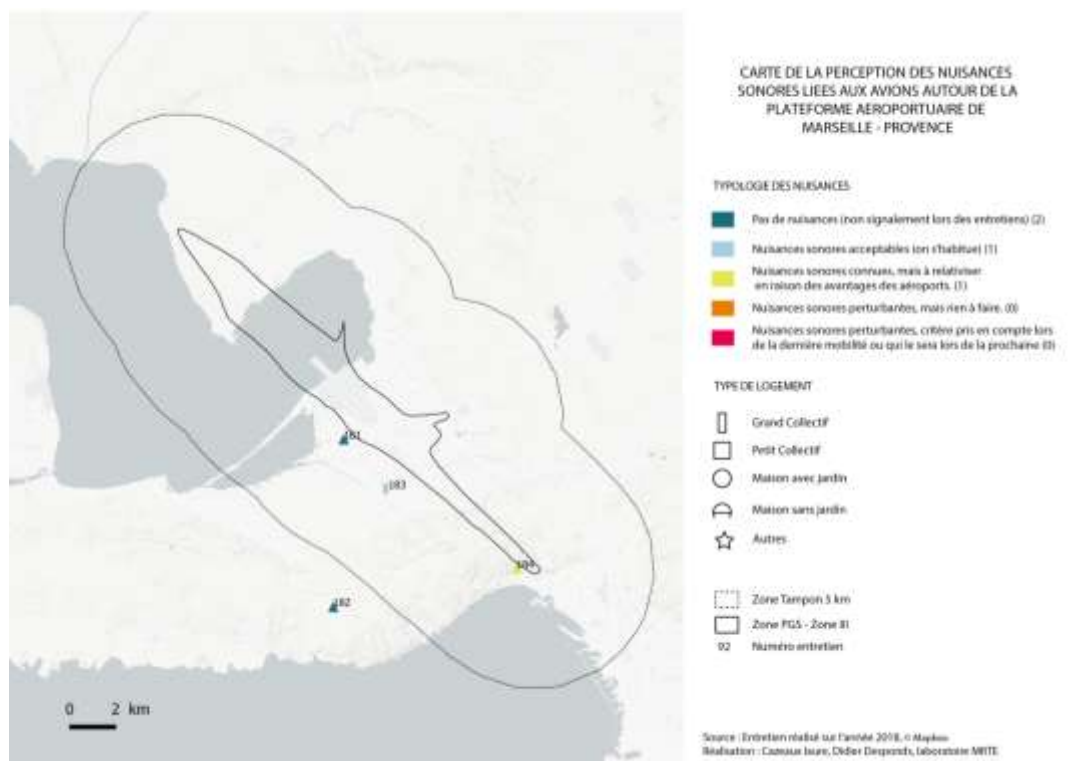 CARTE DE LA PERCEPTION DES NUISANCES
SONORES LIEES AUX AVIONS AUTOUR DE LA
PLATEFORME AEROPORTUAIRE DE
MARSEILLE - PROVENCE
TYPOLOGIE DES NUISANCES
Pas de nuisances (non signalement lors des entretiens) (2)
Nuisances sonores acceptables (on s'habitue) (1)
Nuisances sonores connues, mais à relativiser
en raison des avantages des aéroports. (1)
Nuisances sonores perturbantes, mais rien à faire. (0)
Nuisances sonores perturbantes, critère pris en compte lors
de la dernière mobilité ou qui le sera lors de la prochaine (0)
TYPE DE LOGEMENT
Grand Collectif
Petit Collectif
Maison avec jardin
Maison sans jardin
Autres
Zone Tampon 5 km
Zone PGS - Zone III
92 Numéro entretien
181
183
184
182
0 2 km
Source : Entretien réalisé sur l'année 2018, © Mapbox
Réalisation : Cazeaux laure, Didier Desponds, laboratoire MRTE